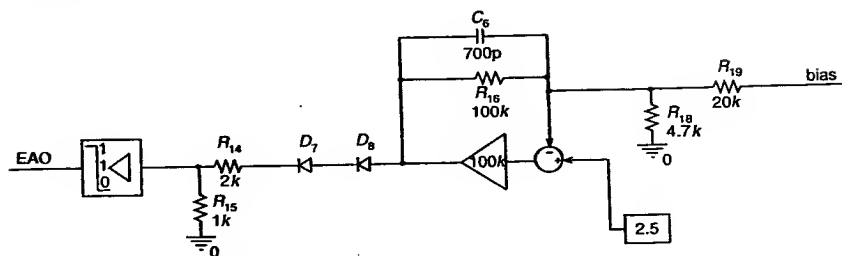 C6
700p
R16
100k
R19
20k
bias
R18
4.7k
0
EAO
1
1
0
R14
2k
D7
D8
100k
-
+
R15
1k
0
2.5